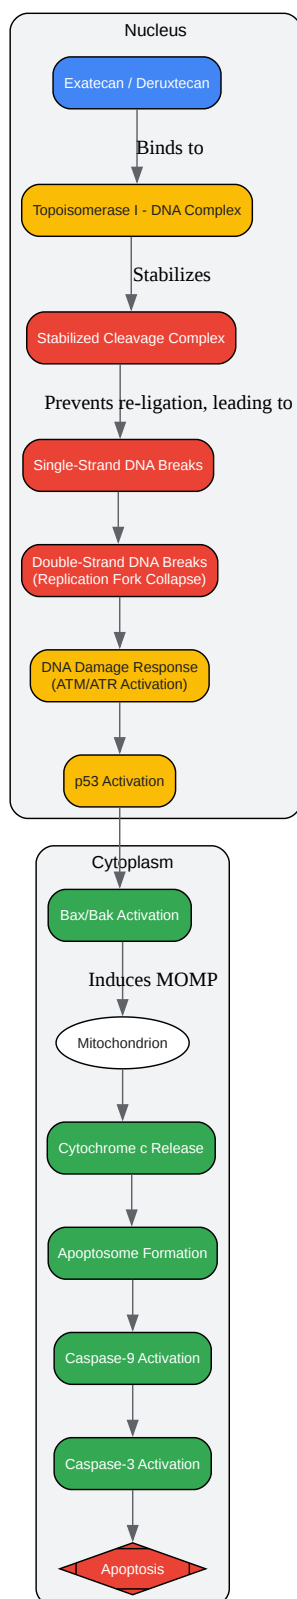 Nucleus
Exatecan / Deruxtecan
Binds to
Topoisomerase I - DNA Complex
Stabilizes
Stabilized Cleavage Complex
Prevents re-ligation, leading to
Single-Strand DNA Breaks
Double-Strand DNA Breaks
(Replication Fork Collapse)
DNA Damage Response
(ATM/ATR Activation)
p53 Activation
Cytoplasm
Bax/Bak Activation
Induces MOMP
Mitochondrion
Cytochrome c Release
Apoptosome Formation
Caspase-9 Activation
Caspase-3 Activation
Apoptosis